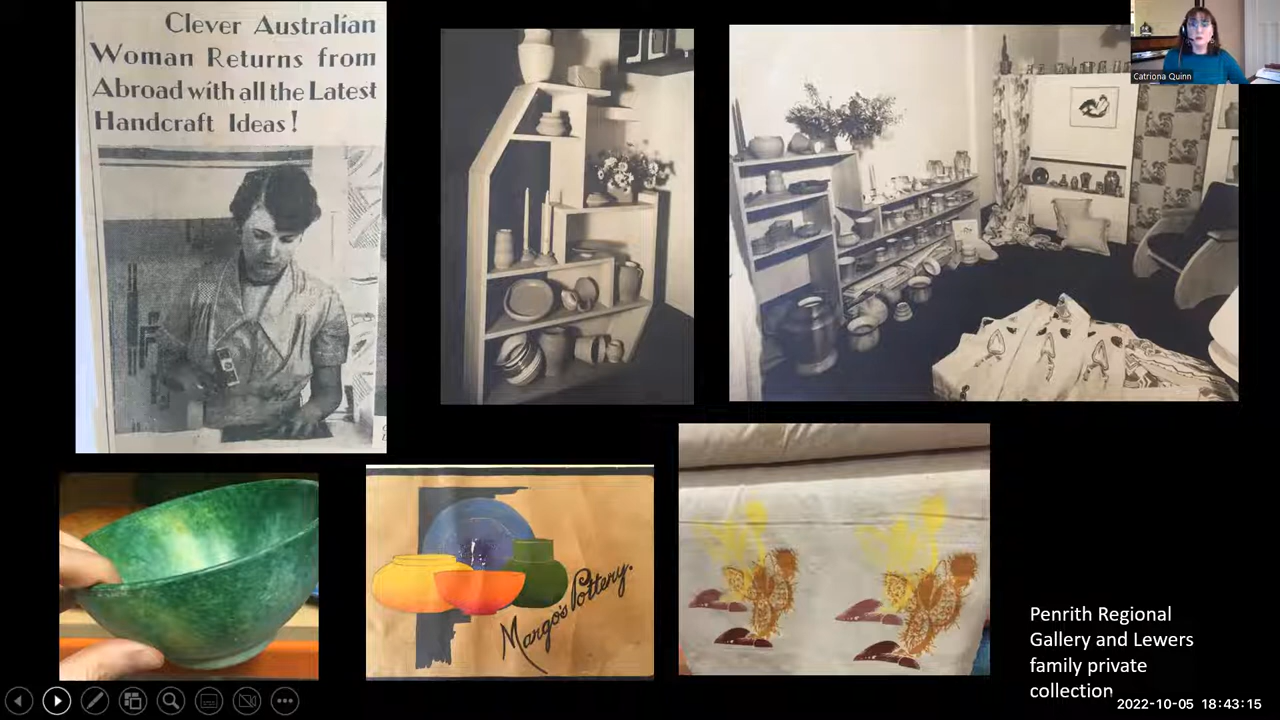 Clever Australian
Woman Returns from
Abroad with all the Latest
Handcraft Ideas!
Catriona Quinn
Margo's Pottery.
Penrith Regional
Gallery and Lewers
family private
collection
2022-10-05 18:43:15